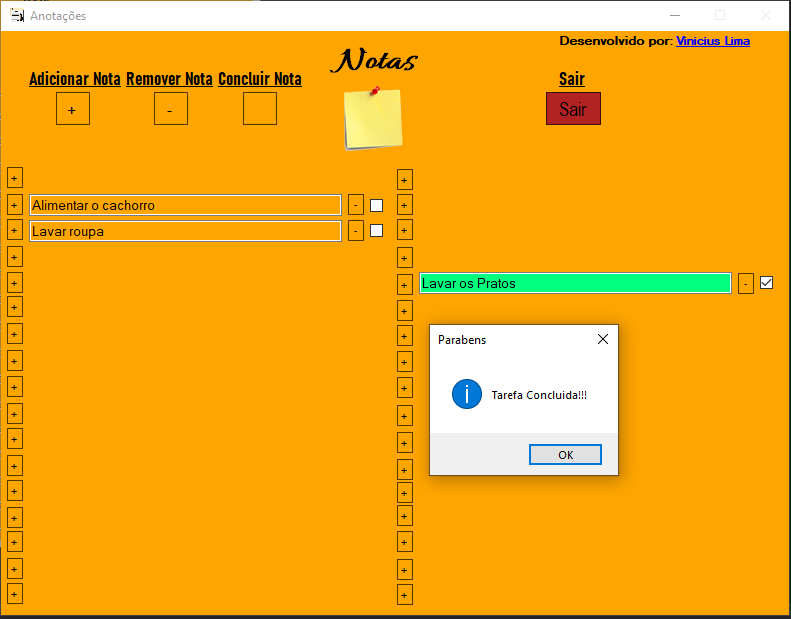 Anotações
Desenvolvido por: Vinicius Lima
Notas
Adicionar Nota Remover Nota Concluir Nota
Sair
+ -
Sair
+ +
+ Alimentar o cachorro - +
+ Lavar roupa - +
+ +
+ + Lavar os Pratos -
+ +
+ +
Parabens
+ +
+ +
Tarefa Concluida!!!
+ +
+ +
OK
+ +
+ +
+ +
+ +
+ +
+ +